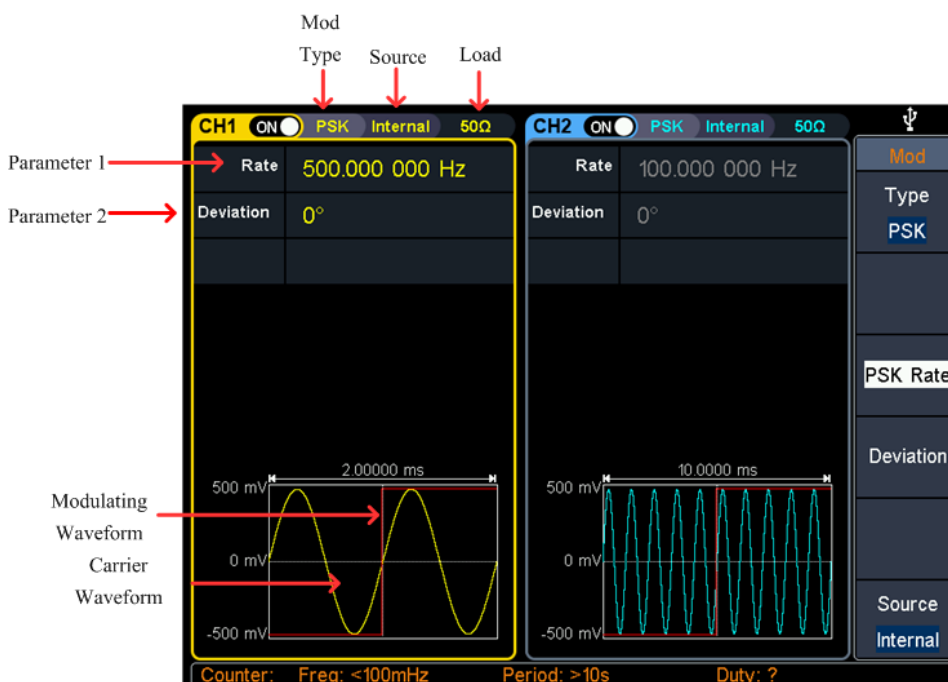 Mod
Type Source Load
CH1 ON PSK Internal 50Ω
CH2 ON PSK Internal 50Ω
Mod
Parameter 1
Rate 500.000 000 Hz
Rate 100.000 000 Hz
Type
PSK
Parameter 2
Deviation 0°
Deviation 0°
PSK Rate
Deviation
2.00000 ms
10.0000 ms
500 mV
500 mV
Modulating
Waveform
0 mV
0 mV
Carrier
Waveform
-500 mV
-500 mV
Source
Internal
Counter: Freq: <100mHz Period: >10s Duty: ?